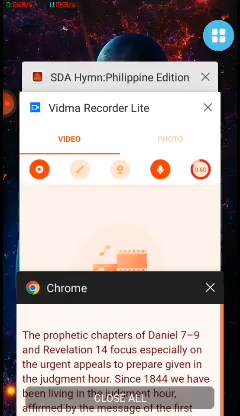 D:0KB/s U:0KB/s
SDA Hymn:Philippine Edition
Vidma Recorder Lite
VIDEO PHOTO
Chrome
The prophetic chapters of Daniel 7–9
and Revelation 14 focus especially on
the urgent appeals to prepare given in
the judgment hour. Since 1844 we have
been living in the judgment hour,
CLOSE ALL
affirmed by the message of the first